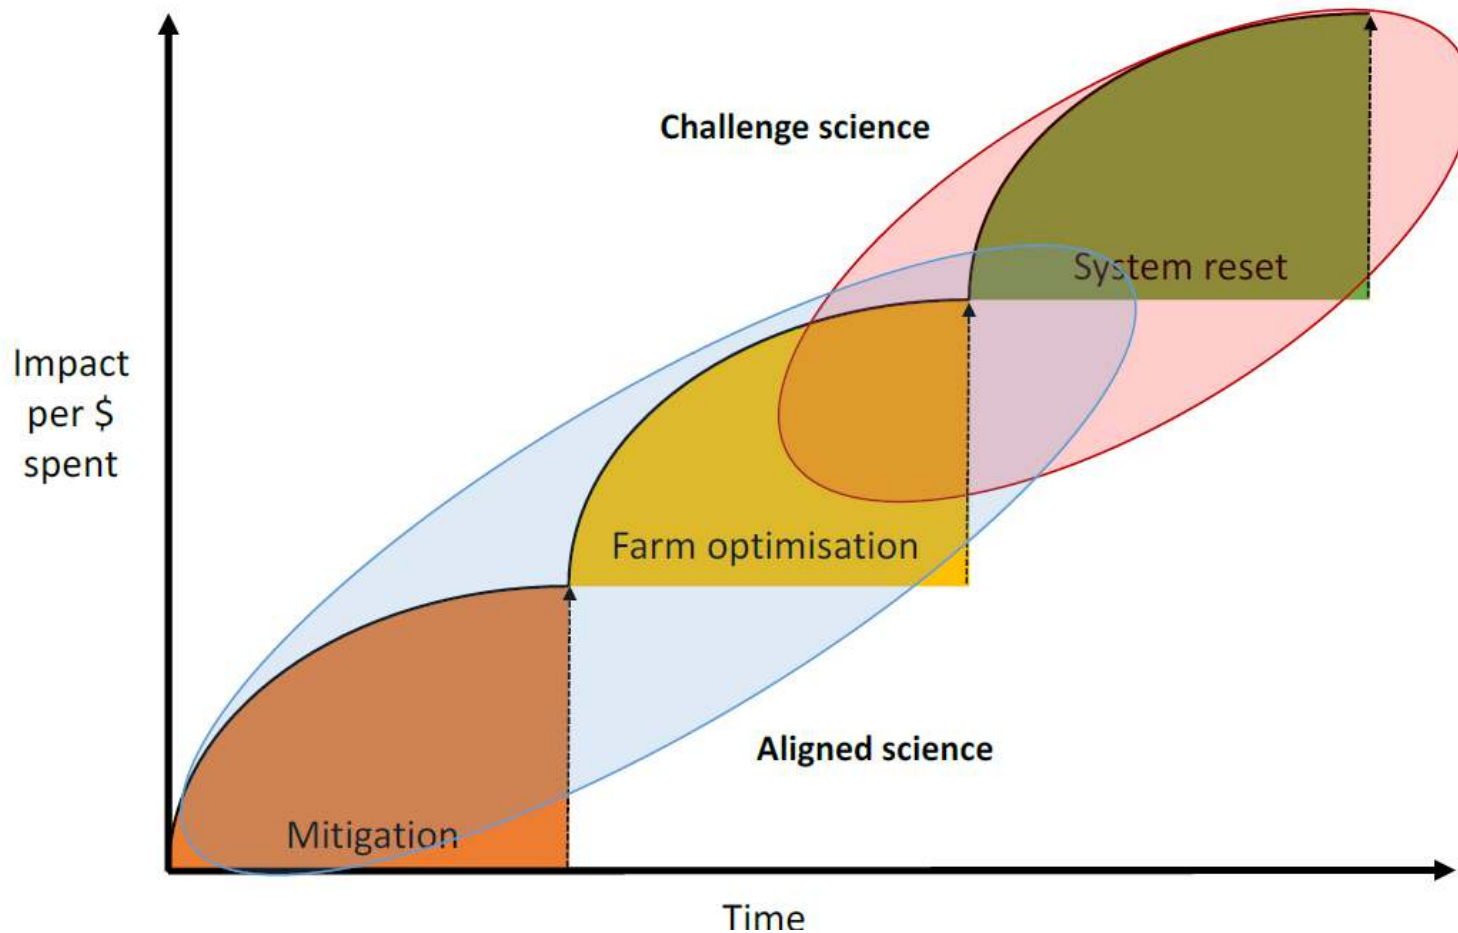 Challenge science
System reset
Impact
per $
spent
Farm optimisation
Aligned science
Mitigation
Time